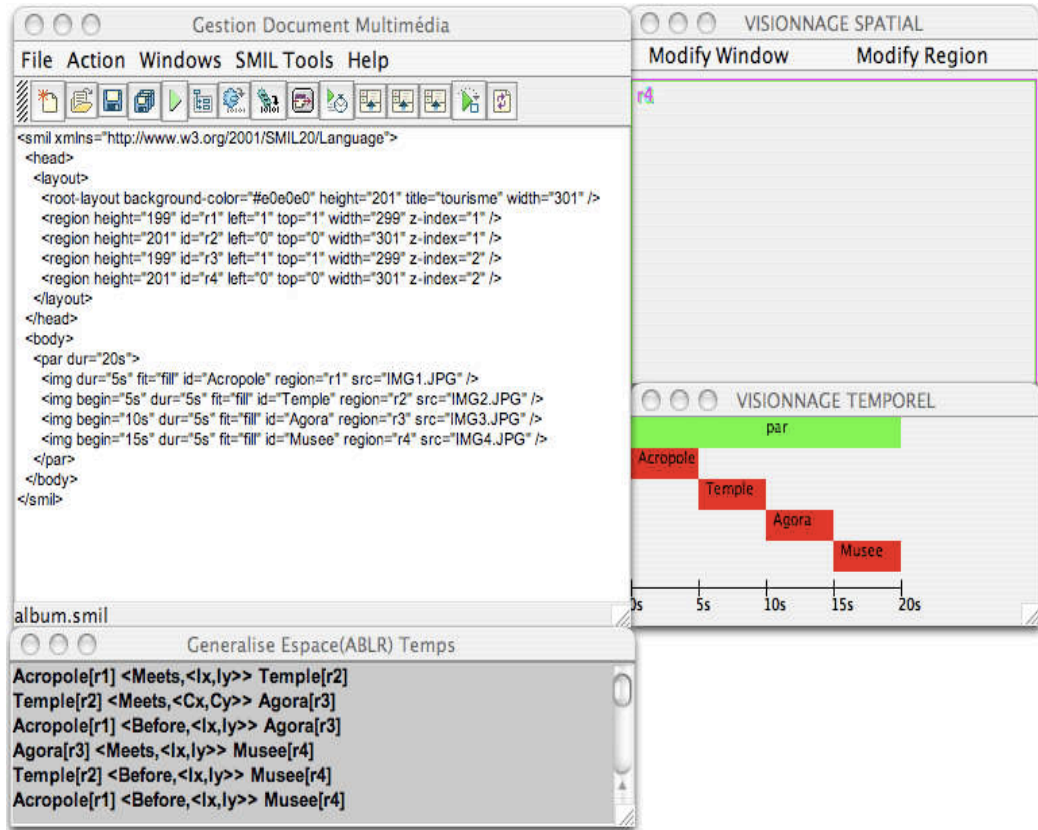 Gestion Document Multimédia
File Action Windows SMIL Tools Help
<smil xmlns="http://www.w3.org/2001/SMIL20/Language">
<head>
<layout>
<root-layout background-color="#e0e0e0" height="201" title="tourisme" width="301" />
<region height="199" id="r1" left="1" top="1" width="299" z-index="1" />
<region height="201" id="r2" left="0" top="0" width="301" z-index="1" />
<region height="199" id="r3" left="1" top="1" width="299" z-index="2" />
<region height="201" id="r4" left="0" top="0" width="301" z-index="2" />
</layout>
</head>
<body>
<par dur="20s">
<img dur="5s" fit="fill" id="Acropole" region="r1" src="IMG1.JPG" />
<img begin="5s" dur="5s" fit="fill" id="Temple" region="r2" src="IMG2.JPG" />
<img begin="10s" dur="5s" fit="fill" id="Agora" region="r3" src="IMG3.JPG" />
<img begin="15s" dur="5s" fit="fill" id="Musee" region="r4" src="IMG4.JPG" />
</par>
</body>
</smil>
album.smil
VISIONNAGE SPATIAL
Modify Window Modify Region
r4
VISIONNAGE TEMPOREL
par
Acropole
Temple
Agora
Musee
0s 5s 10s 15s 20s
Generalise Espace(ABLR) Temps
Acropole[r1] <Meets,<Ix,Iy>> Temple[r2]
Temple[r2] <Meets,<Cx,Cy>> Agora[r3]
Acropole[r1] <Before,<Ix,Iy>> Agora[r3]
Agora[r3] <Meets,<Ix,Iy>> Musee[r4]
Temple[r2] <Before,<Ix,Iy>> Musee[r4]
Acropole[r1] <Before,<Ix,Iy>> Musee[r4]